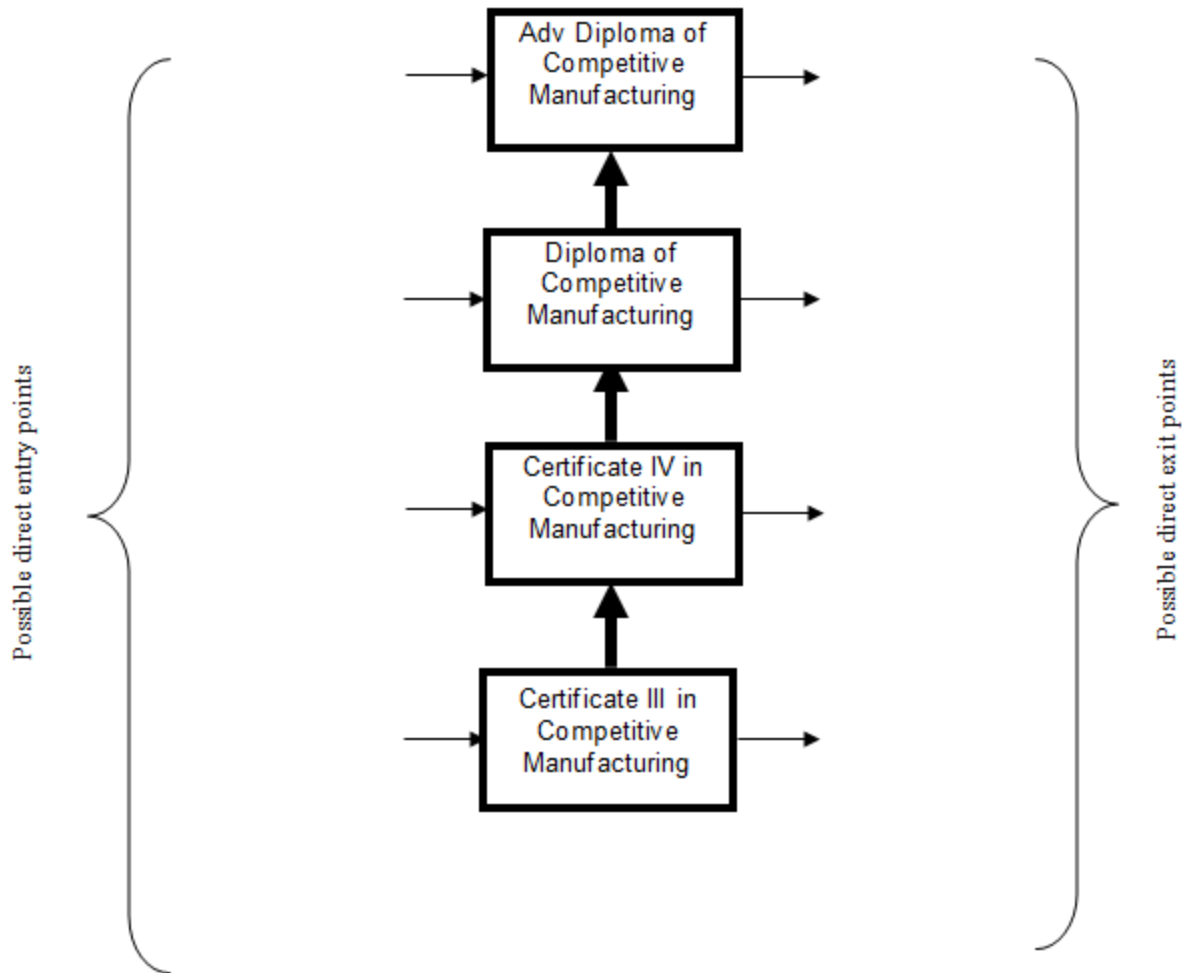 Adv Diploma of
Competitive
Manufacturing
Diploma of
Competitive
Manufacturing
Certificate IV in
Competitive
Manufacturing
Certificate III in
Competitive
Manufacturing
Possible direct entry points
Possible direct exit points